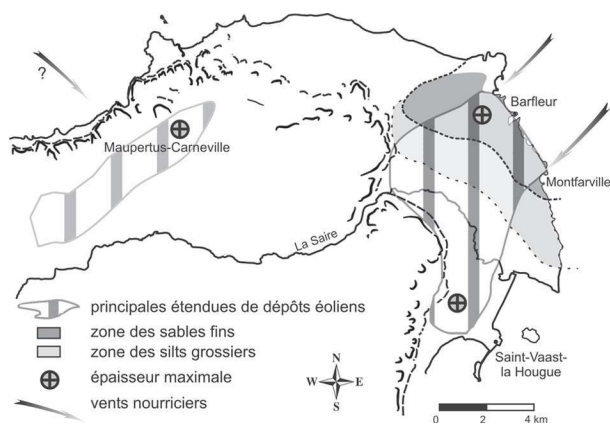 ?
Barfleur
Maupertus-Carneville
Montfarville
La Saire
principales étendues de dépôts éoliens
zone des sables fins
zone des silts grossiers
épaisseur maximale
vents nourriciers
N
W E
S
Saint-Vaast-
la Hougue
0 2 4 km